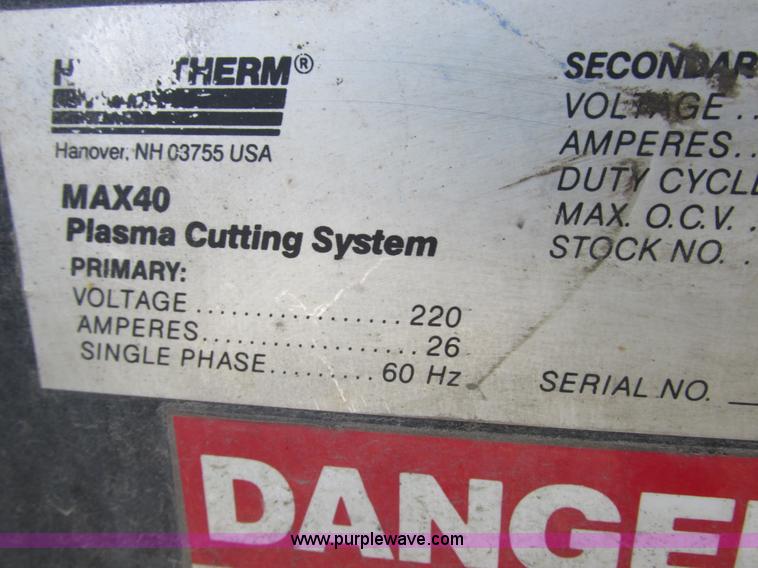 THERM®
Hanover, NH 03755 USA
MAX40
Plasma Cutting System
PRIMARY:
VOLTAGE ................. 220
AMPERES.................. 26
SINGLE PHASE......... 60 Hz
SECONDAR
VOLTAGE ..
AMPERES..
DUTY CYCLE
MAX. O.C.V. .
STOCK NO. .
SERIAL NO. _
DANGE
www.purplewave.com